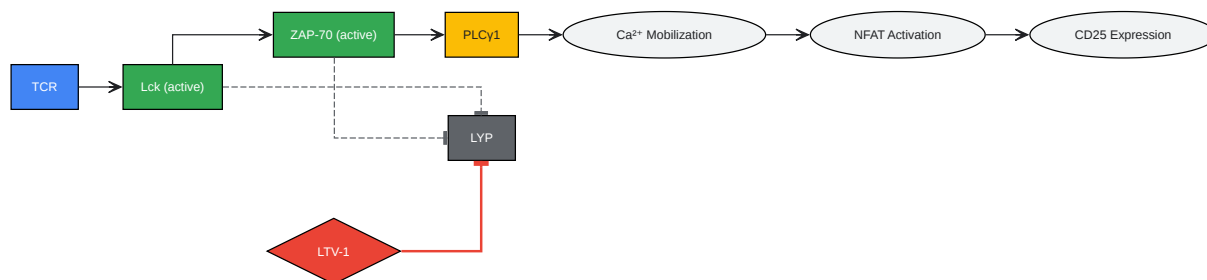 ZAP-70 (active)
PLCγ1
Ca²⁺ Mobilization
NFAT Activation
CD25 Expression
TCR
Lck (active)
LYP
LTV-1